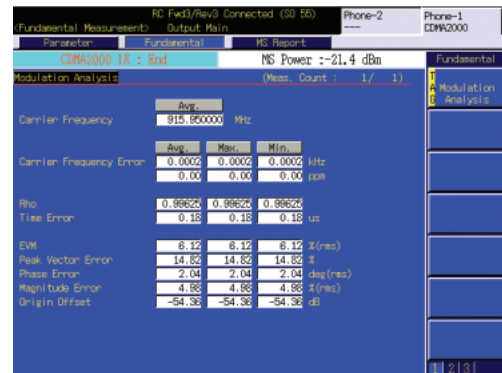 RC Fwd3/Rev3 Connected (SO 55) Phone-2 Phone-1
<Fundamental Measurement> Output Main ---- CDMA2000
Parameter Fundamental MS Report Fundamental
CDMA2000 1X : End MS Power :-21.4 dBm
Modulation Analysis (Meas. Count : 1/ 1) TAG Modulation Analysis
Avg.
Carrier Frequency 915.950000 MHz
Avg. Max. Min.
Carrier Frequency Error 0.0002 0.0002 0.0002 kHz
0.00 0.00 0.00 ppm
Rho 0.99625 0.99625 0.99625
Time Error 0.18 0.18 0.18 us
EVM 6.12 6.12 6.12 %(rms)
Peak Vector Error 14.82 14.82 14.82 %
Phase Error 2.04 2.04 2.04 deg(rms)
Magnitude Error 4.98 4.98 4.98 %(rms)
Origin Offset -54.36 -54.36 -54.36 dB
1 2 3